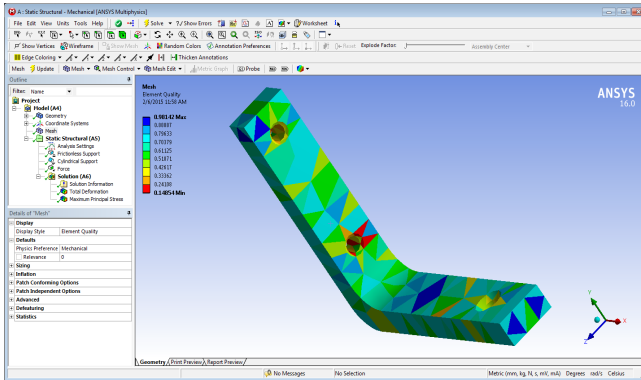 A : Static Structural - Mechanical [ANSYS Multiphysics]
File Edit View Units Tools Help Solve ?/ Show Errors Worksheet
Show Vertices Wireframe Show Mesh Random Colors Annotation Preferences Reset Explode Factor: Assembly Center
Edge Coloring Thicken Annotations
Mesh Update Mesh Mesh Control Mesh Edit Metric Graph Probe
Outline
Filter: Name
Project
Model (A4)
Geometry
Coordinate Systems
Mesh
Static Structural (A5)
Analysis Settings
Frictionless Support
Cylindrical Support
Force
Solution (A6)
Solution Information
Total Deformation
Maximum Principal Stress
Details of "Mesh"
Display
Display Style Element Quality
Defaults
Physics Preference Mechanical
Relevance 0
Sizing
Inflation
Patch Conforming Options
Patch Independent Options
Advanced
Defeaturing
Statistics
Mesh
Element Quality
2/6/2015 11:50 AM
0.98142 Max
0.88887
0.79633
0.70379
0.61125
0.51871
0.42617
0.33362
0.24108
0.14854 Min
ANSYS
16.0
Y
X
Z
Geometry Print Preview Report Preview
No Messages No Selection Metric (mm, kg, N, s, mV, mA) Degrees rad/s Celsius